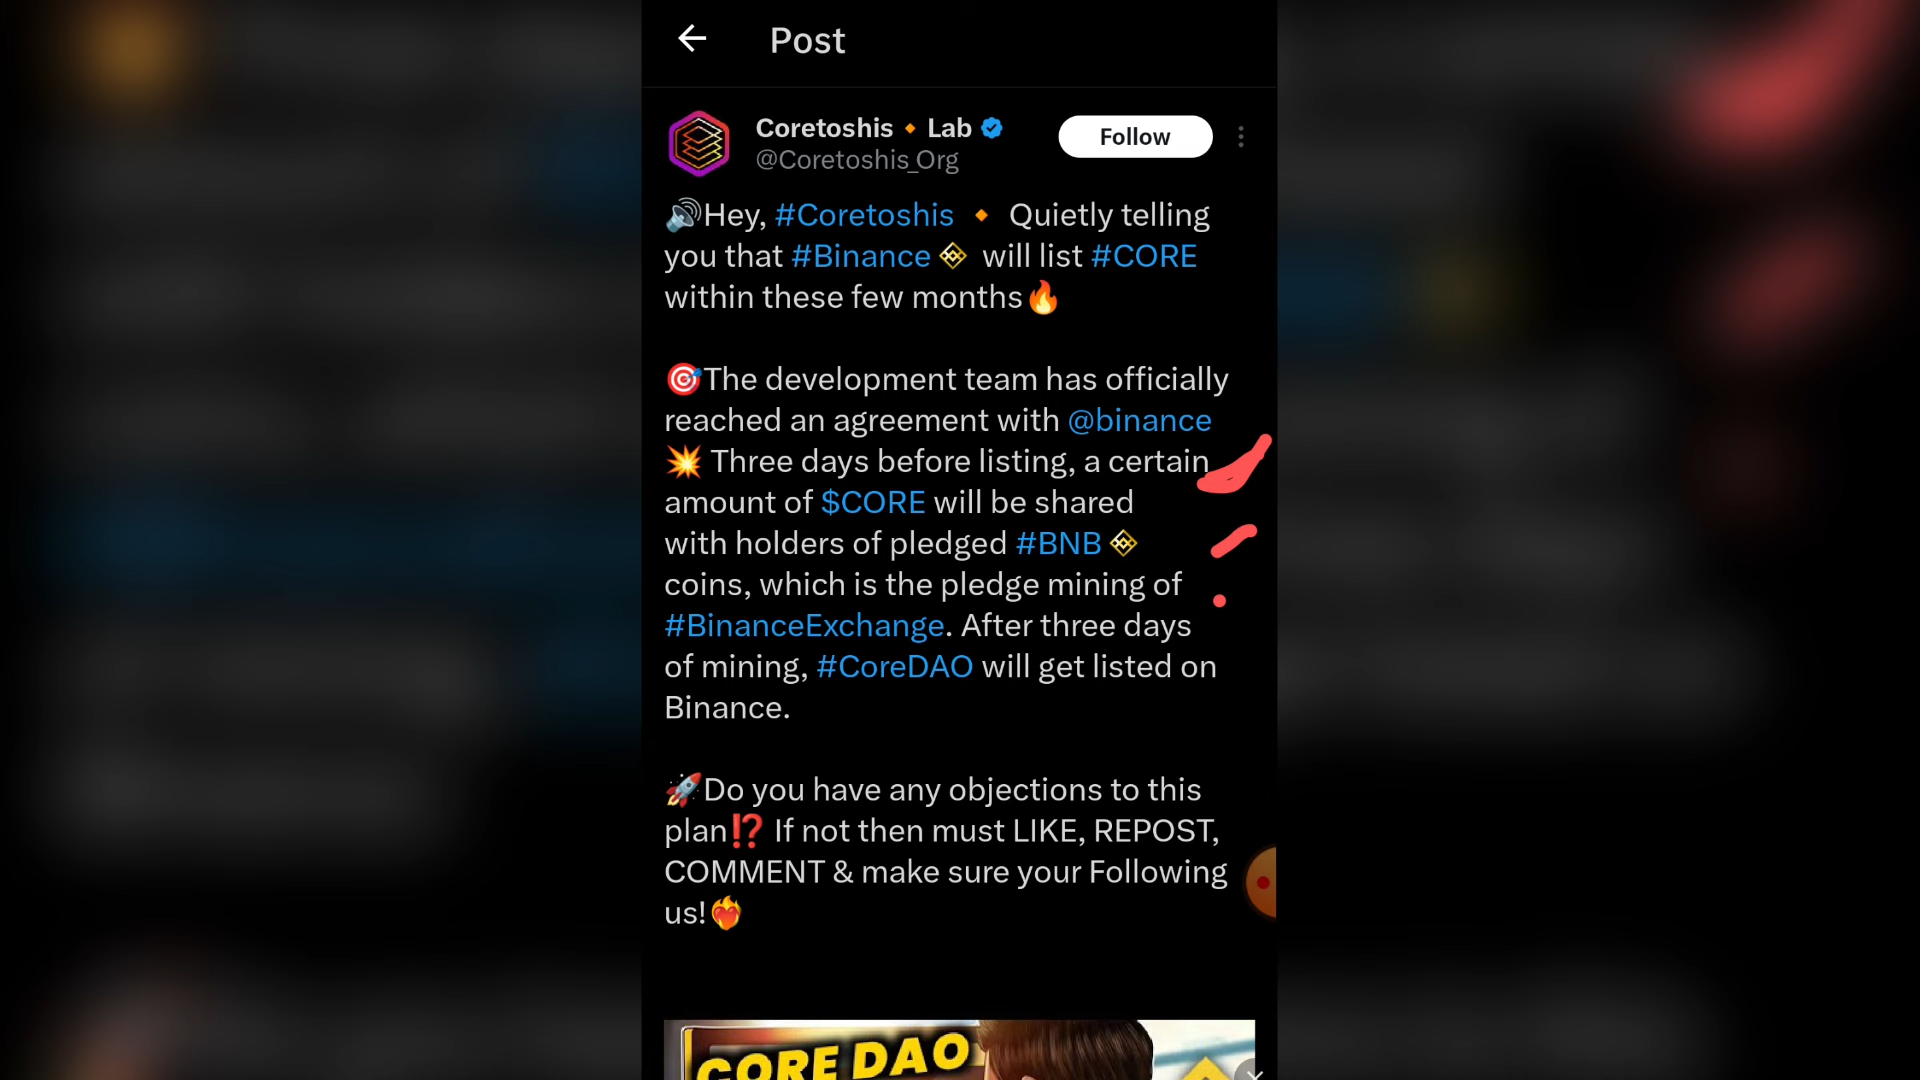 Post
Coretoshis🔸Lab
Follow
@Coretoshis_Org
🔊Hey, #Coretoshis 🔸 Quietly telling
you that #Binance will list #CORE
within these few months🔥
🎯The development team has officially
reached an agreement with @binance
💥 Three days before listing, a certain
amount of $CORE will be shared
with holders of pledged #BNB
coins, which is the pledge mining of
#BinanceExchange. After three days
of mining, #CoreDAO will get listed on
Binance.
🚀Do you have any objections to this
plan⁉️ If not then must LIKE, REPOST,
COMMENT & make sure your Following
us!❤️‍🔥
CORE DAO